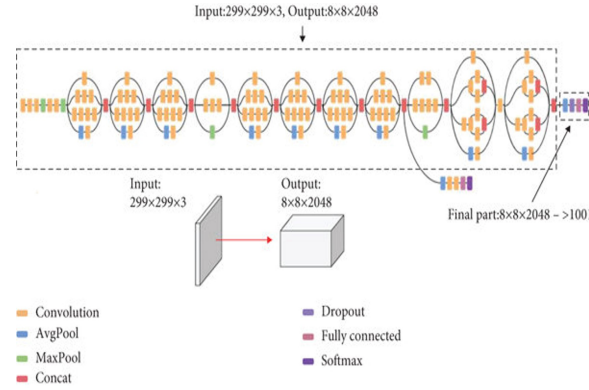 Input:299×299×3, Output:8×8×2048
Input:
299×299×3
Output:
8×8×2048
Final part:8×8×2048 – >1001
Convolution
AvgPool
MaxPool
Concat
Dropout
Fully connected
Softmax